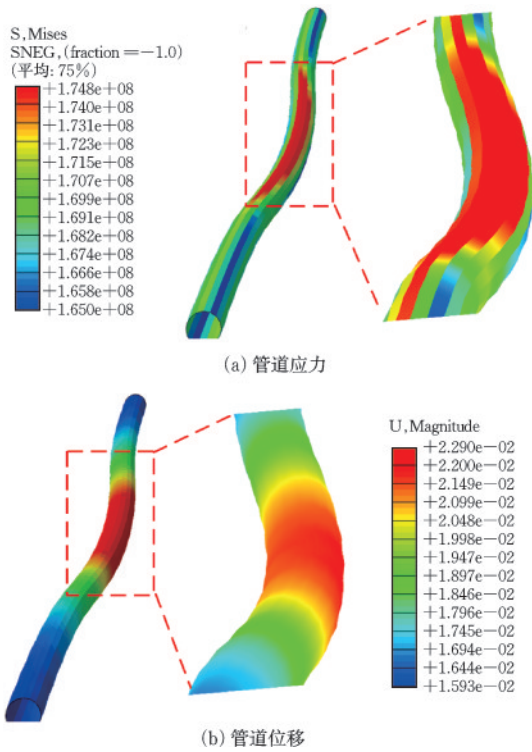 S,Mises
SNEG,(fraction=-1.0)
(平均:75%)
+1.748e+08
+1.740e+08
+1.731e+08
+1.723e+08
+1.715e+08
+1.707e+08
+1.699e+08
+1.691e+08
+1.682e+08
+1.674e+08
+1.666e+08
+1.658e+08
+1.650e+08
(a) 管道应力
U,Magnitude
+2.290e-02
+2.200e-02
+2.149e-02
+2.099e-02
+2.048e-02
+1.998e-02
+1.947e-02
+1.897e-02
+1.846e-02
+1.796e-02
+1.745e-02
+1.694e-02
+1.644e-02
+1.593e-02
(b) 管道位移